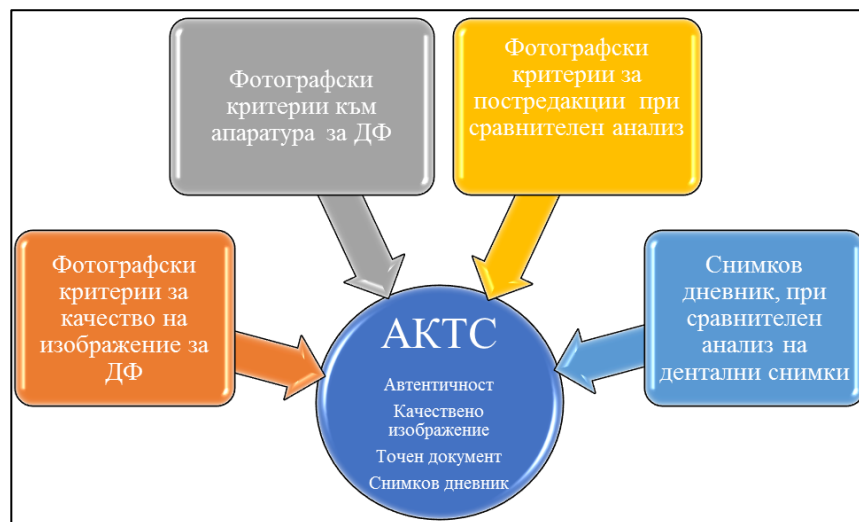 Фотографски
критерии към
апаратура за ДФ
Фотографски
критерии за
постредакции при
сравнителен анализ
Фотографски
критерии за
качество на
изображение за
ДФ
Снимков
дневник, при
сравнителен
анализ на
дентални снимки
АКТС
Автентичност
Качествено
изображение
Точен документ
Снимков дневник